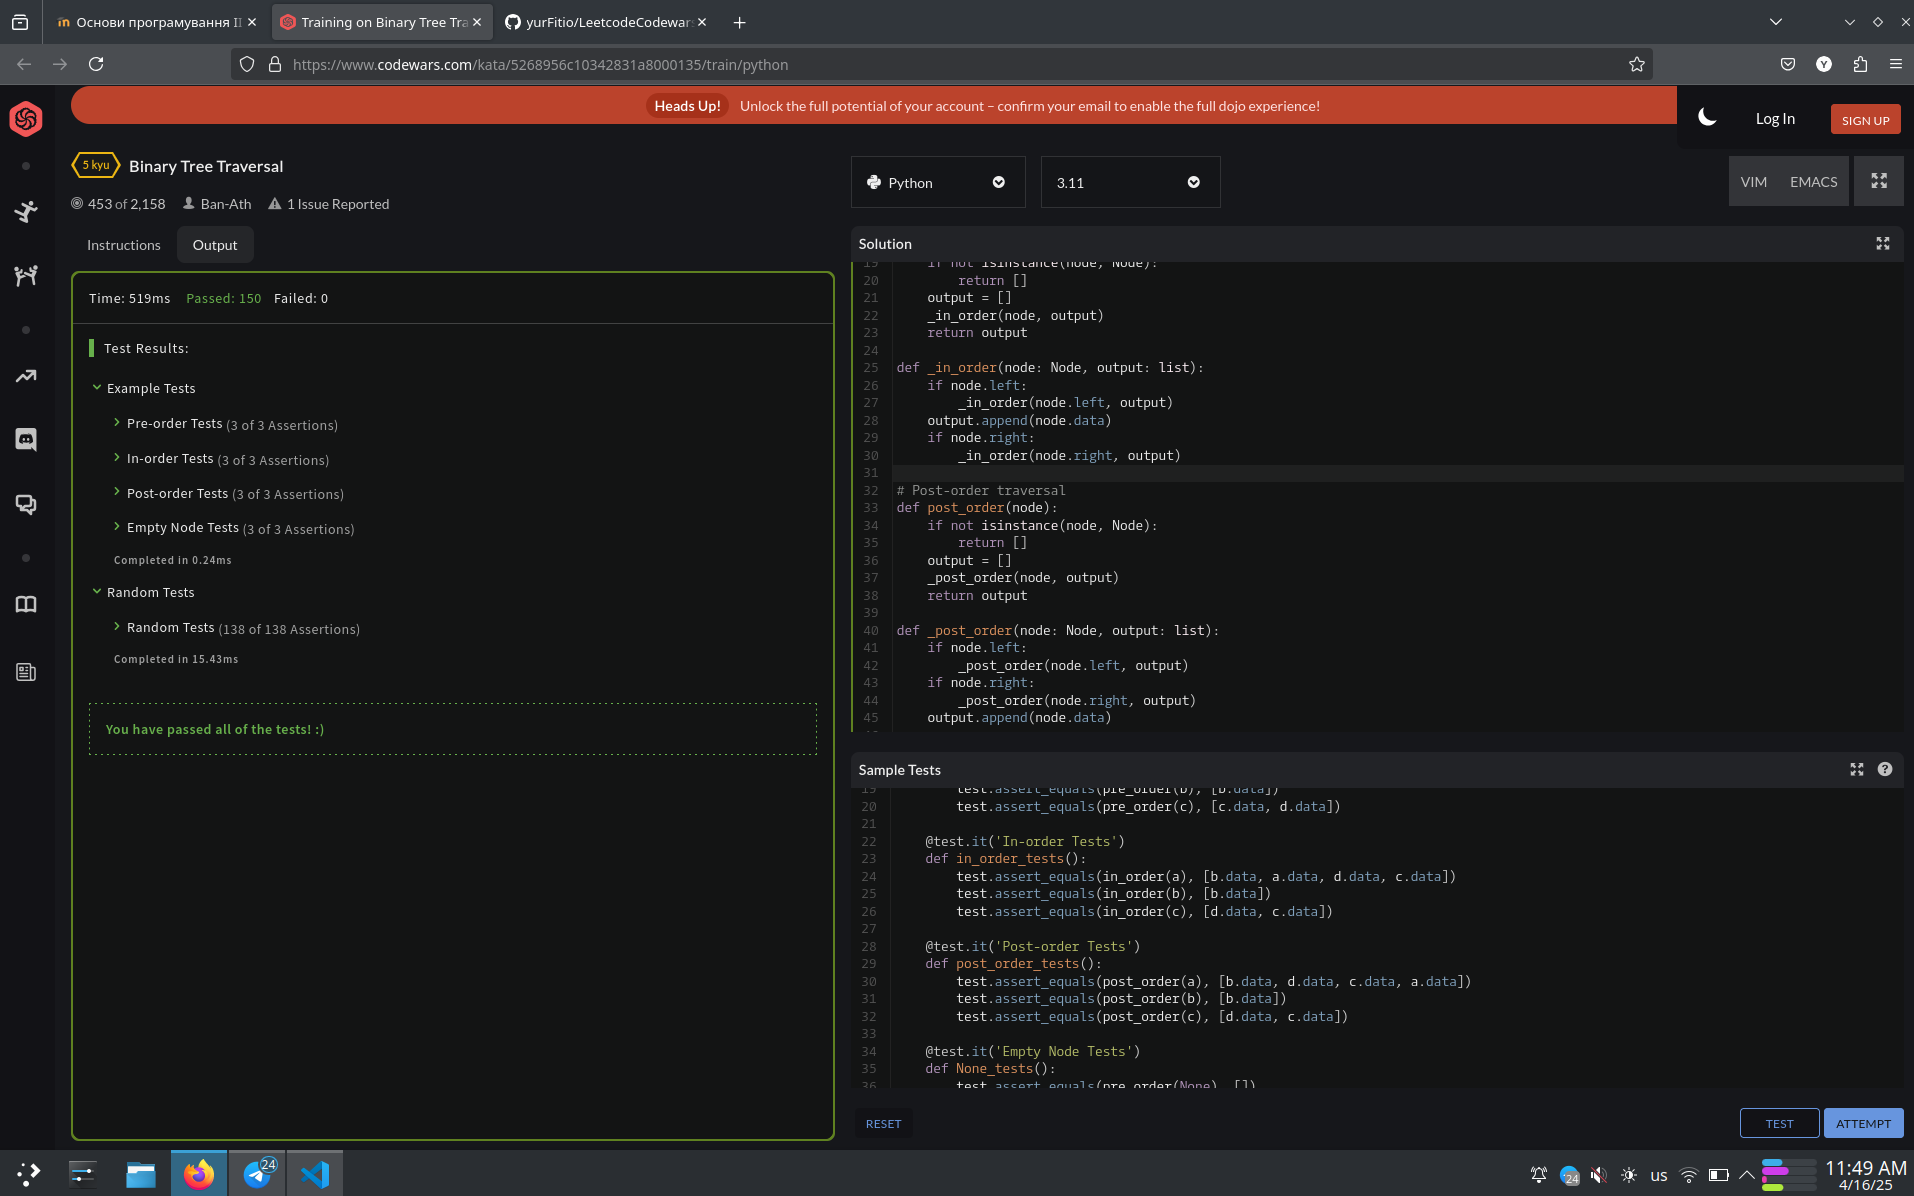 Основи програмування II
Training on Binary Tree Tra
yurFitio/LeetcodeCodewars
https://www.codewars.com/kata/5268956c10342831a8000135/train/python
Heads Up! Unlock the full potential of your account – confirm your email to enable the full dojo experience!
Log In
SIGN UP
5 kyu
Binary Tree Traversal
453 of 2,158 Ban-Ath 1 Issue Reported
Instructions
Output
Time: 519ms Passed: 150 Failed: 0
Test Results:
Example Tests
Pre-order Tests (3 of 3 Assertions)
In-order Tests (3 of 3 Assertions)
Post-order Tests (3 of 3 Assertions)
Empty Node Tests (3 of 3 Assertions)
Completed in 0.24ms
Random Tests
Random Tests (138 of 138 Assertions)
Completed in 15.43ms
You have passed all of the tests! :)
Python
3.11
VIM
EMACS
Solution
19 if not isinstance(node, Node):
20 return []
21 output = []
22 _in_order(node, output)
23 return output
24
25 def _in_order(node: Node, output: list):
26 if node.left:
27 _in_order(node.left, output)
28 output.append(node.data)
29 if node.right:
30 _in_order(node.right, output)
31
32 # Post-order traversal
33 def post_order(node):
34 if not isinstance(node, Node):
35 return []
36 output = []
37 _post_order(node, output)
38 return output
39
40 def _post_order(node: Node, output: list):
41 if node.left:
42 _post_order(node.left, output)
43 if node.right:
44 _post_order(node.right, output)
45 output.append(node.data)
Sample Tests
19 test.assert_equals(pre_order(b), [b.data])
20 test.assert_equals(pre_order(c), [c.data, d.data])
21
22 @test.it('In-order Tests')
23 def in_order_tests():
24 test.assert_equals(in_order(a), [b.data, a.data, d.data, c.data])
25 test.assert_equals(in_order(b), [b.data])
26 test.assert_equals(in_order(c), [d.data, c.data])
27
28 @test.it('Post-order Tests')
29 def post_order_tests():
30 test.assert_equals(post_order(a), [b.data, d.data, c.data, a.data])
31 test.assert_equals(post_order(b), [b.data])
32 test.assert_equals(post_order(c), [d.data, c.data])
33
34 @test.it('Empty Node Tests')
35 def None_tests():
36 test.assert_equals(pre_order(None), [])
RESET
TEST
ATTEMPT
24
24
us
11:49 AM
4/16/25